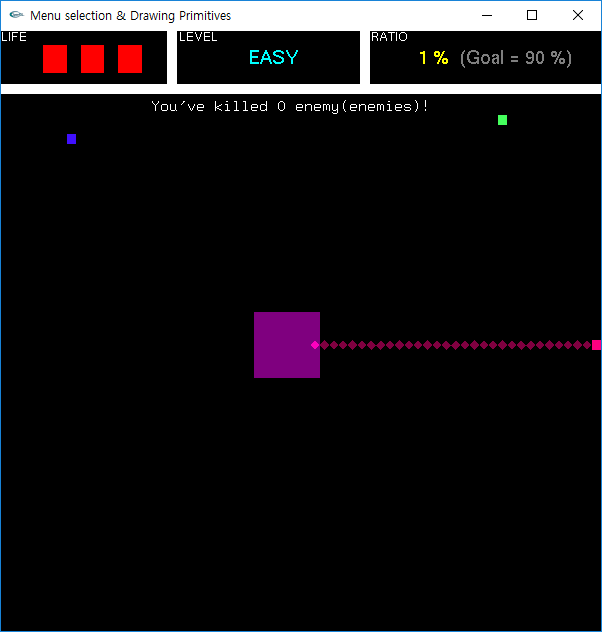 Menu selection & Drawing Primitives
LIFE
LEVEL
EASY
RATIO
1 % (Goal = 90 %)
You've killed 0 enemy(enemies)!